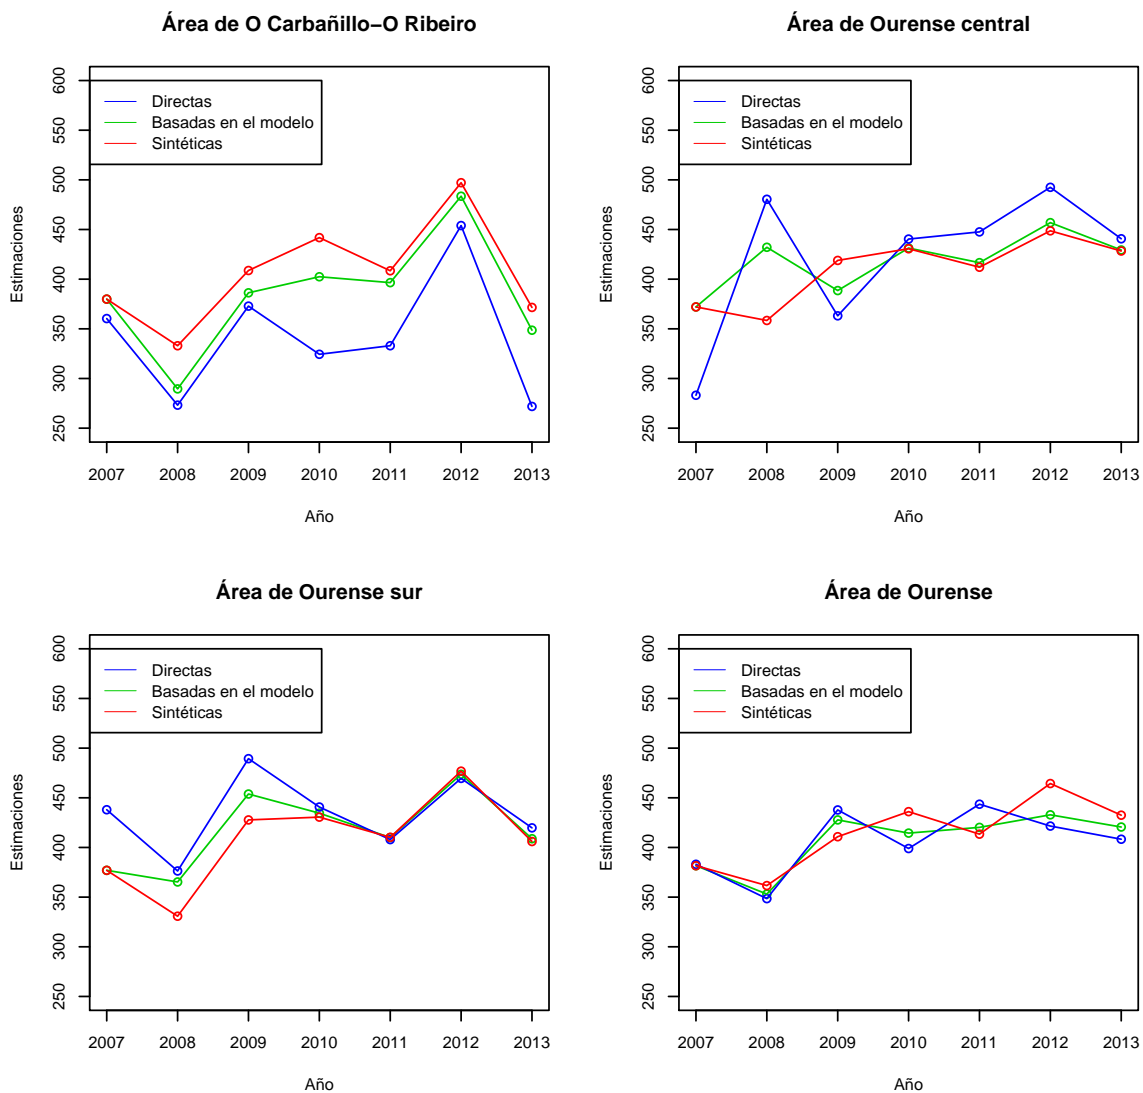 Área de O Carbañillo−O Ribeiro
Estimaciones
600
550
500
450
400
350
300
250
Directas
Basadas en el modelo
Sintéticas
2007 2008 2009 2010 2011 2012 2013
Año
Área de Ourense central
Estimaciones
600
550
500
450
400
350
300
250
Directas
Basadas en el modelo
Sintéticas
2007 2008 2009 2010 2011 2012 2013
Año
Área de Ourense sur
Estimaciones
600
550
500
450
400
350
300
250
Directas
Basadas en el modelo
Sintéticas
2007 2008 2009 2010 2011 2012 2013
Año
Área de Ourense
Estimaciones
600
550
500
450
400
350
300
250
Directas
Basadas en el modelo
Sintéticas
2007 2008 2009 2010 2011 2012 2013
Año